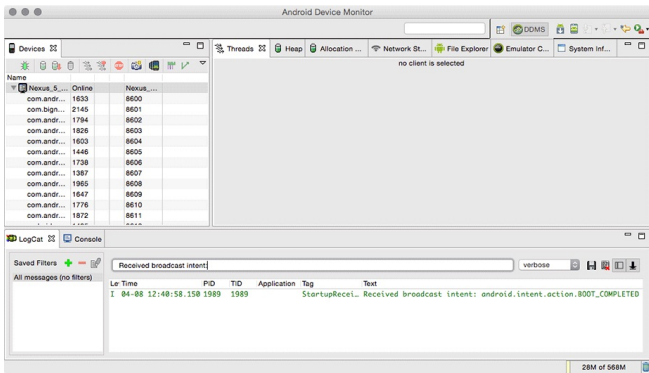 Android Device Monitor
DDMS
Devices
Threads Heap Allocation ... Network St... File Explorer Emulator C... System Inf...
no client is selected
Name
Nexus_5_... Online Nexus_...
com.andr... 1633 8600
com.bign... 2145 8601
com.andr... 1794 8602
com.andr... 1826 8603
com.andr... 1603 8604
com.andr... 1446 8605
com.andr... 1738 8606
com.andr... 1387 8607
com.andr... 1965 8608
com.andr... 1647 8609
com.andr... 1776 8610
com.andr... 1872 8611
LogCat Console
Saved Filters
Received broadcast intent:
verbose
All messages (no filters)
Le Time PID TID Application Tag Text
I 04-08 12:40:58.150 1989 1989 StartupRecei… Received broadcast intent: android.intent.action.BOOT_COMPLETED
28M of 568M